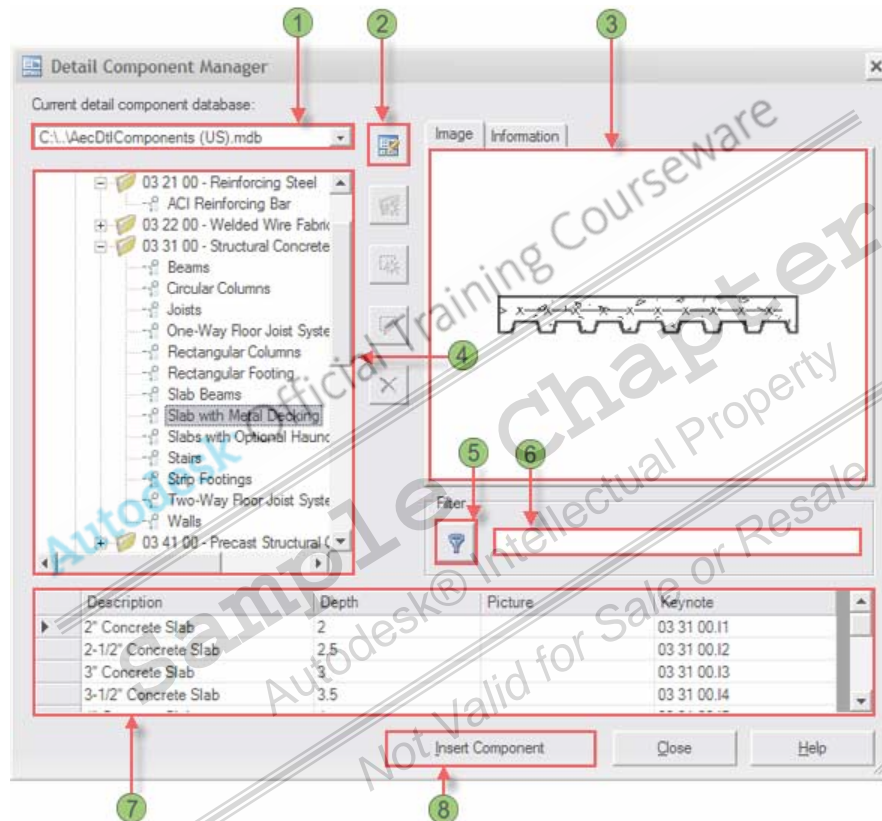 1
2
3
Detail Component Manager
Current detail component database:
C:\..\AecDtlComponents (US).mdb
Image
Information
03 21 00 - Reinforcing Steel
ACI Reinforcing Bar
03 22 00 - Welded Wire Fabric
03 31 00 - Structural Concrete
Beams
Circular Columns
Joists
One-Way Floor Joist Syste
Rectangular Columns
4
Rectangular Footing
Slab Beams
Slab with Metal Decking
Slabs with Optional Haunc
Stairs
Strip Footings
Two-Way Floor Joist Syste
Walls
03 41 00 - Precast Structural C
5
6
Filter
Description Depth Picture Keynote
2" Concrete Slab 2 03 31 00.I1
2-1/2" Concrete Slab 2.5 03 31 00.I2
3" Concrete Slab 3 03 31 00.I3
3-1/2" Concrete Slab 3.5 03 31 00.I4
Insert Component
Close
Help
7
8
Autodesk Official Training Courseware
Sample Chapter
Autodesk® Intellectual Property
Not Valid for Sale or Resale